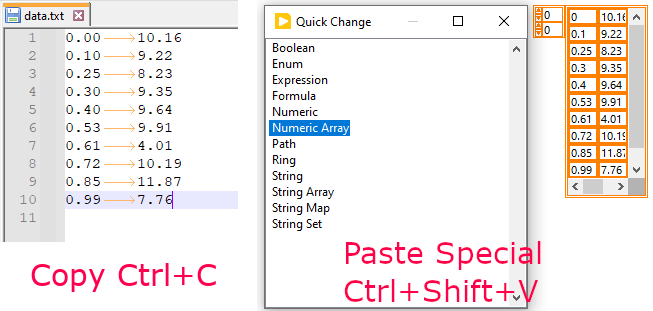 data.txt
1 0.00 10.16
2 0.10 9.22
3 0.25 8.23
4 0.30 9.35
5 0.40 9.64
6 0.53 9.91
7 0.61 4.01
8 0.72 10.19
9 0.85 11.87
10 0.99 7.76
11
Copy Ctrl+C
Quick Change
Boolean
Enum
Expression
Formula
Numeric
Numeric Array
Path
Ring
String
String Array
String Map
String Set
Paste Special
Ctrl+Shift+V
0
0
0 10.16
0.1 9.22
0.25 8.23
0.3 9.35
0.4 9.64
0.53 9.91
0.61 4.01
0.72 10.19
0.85 11.87
0.99 7.76